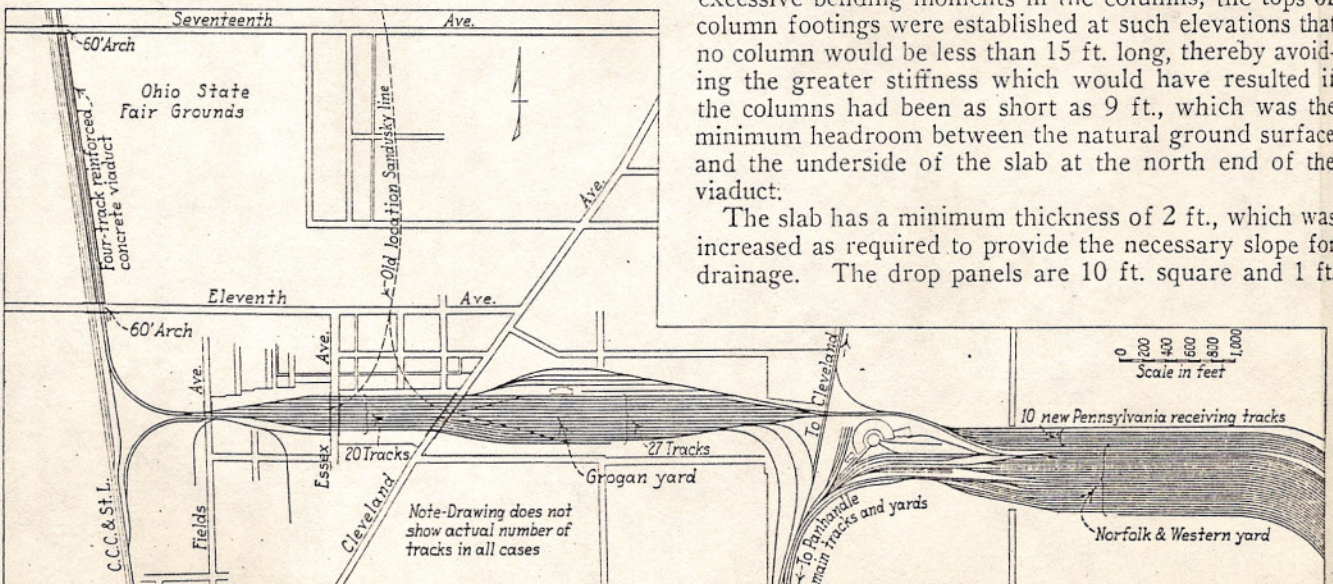 excessive bending moments in the columns, the tops of
column footings were established at such elevations that
no column would be less than 15 ft. long, thereby avoid-
ing the greater stiffness which would have resulted if
the columns had been as short as 9 ft., which was the
minimum headroom between the natural ground surface
and the underside of the slab at the north end of the
viaduct.
The slab has a minimum thickness of 2 ft., which was
increased as required to provide the necessary slope for
drainage. The drop panels are 10 ft. square and 1 ft.
Seventeenth Ave.
60' Arch
Ohio State
Fair Grounds
Four-track reinforced
concrete viaduct
Old location Sandusky line
Ave.
Eleventh Ave.
60' Arch
Ave.
Ave.
To Cleveland
0 200 400 600 800 1,000
Scale in feet
10 new Pennsylvania receiving tracks
C.C.C. & St. L.
Fields
Essex
20 Tracks
27 Tracks
Grogan yard
Cleveland
Note-Drawing does not
show actual number of
tracks in all cases
To Panhandle
main tracks and yards
Norfolk & Western yard